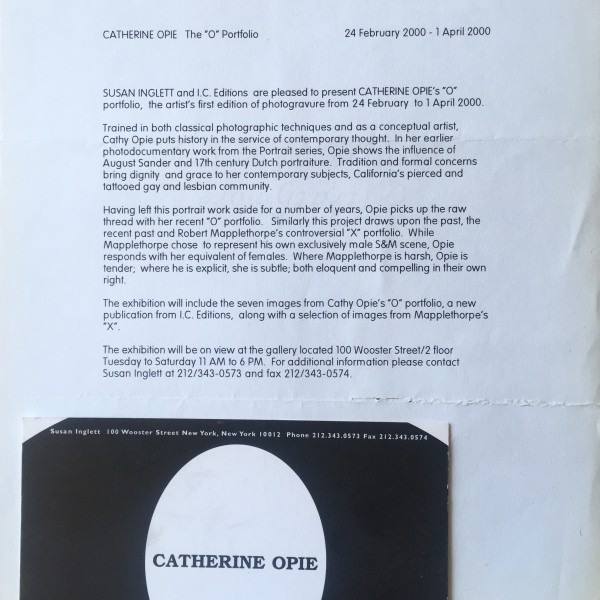 CATHERINE OPIE The "O" Portfolio 24 February 2000 - 1 April 2000
SUSAN INGLETT and I.C. Editions are pleased to present CATHERINE OPIE's "O"
portfolio, the artist's first edition of photogravure from 24 February to 1 April 2000.
Trained in both classical photographic techniques and as a conceptual artist,
Cathy Opie puts history in the service of contemporary thought. In her earlier
photodocumentary work from the Portrait series, Opie shows the influence of
August Sander and 17th century Dutch portraiture. Tradition and formal concerns
bring dignity and grace to her contemporary subjects, California's pierced and
tattooed gay and lesbian community.
Having left this portrait work aside for a number of years, Opie picks up the raw
thread with her recent "O" portfolio. Similarly this project draws upon the past, the
recent past and Robert Mapplethorpe's controversial "X" portfolio. While
Mapplethorpe chose to represent his own exclusively male S&M scene, Opie
responds with her equivalent of females. Where Mapplethorpe is harsh, Opie is
tender; where he is explicit, she is subtle; both eloquent and compelling in their own
right.
The exhibition will include the seven images from Cathy Opie's "O" portfolio, a new
publication from I.C. Editions, along with a selection of images from Mapplethorpe's
"X".
The exhibition will be on view at the gallery located 100 Wooster Street/2 floor
Tuesday to Saturday 11 AM to 6 PM. For additional information please contact
Susan Inglett at 212/343-0573 and fax 212/343-0574.
Susan Inglett 100 Wooster Street New York, New York 10012 Phone 212.343.0573 Fax 212.343.0574
CATHERINE OPIE